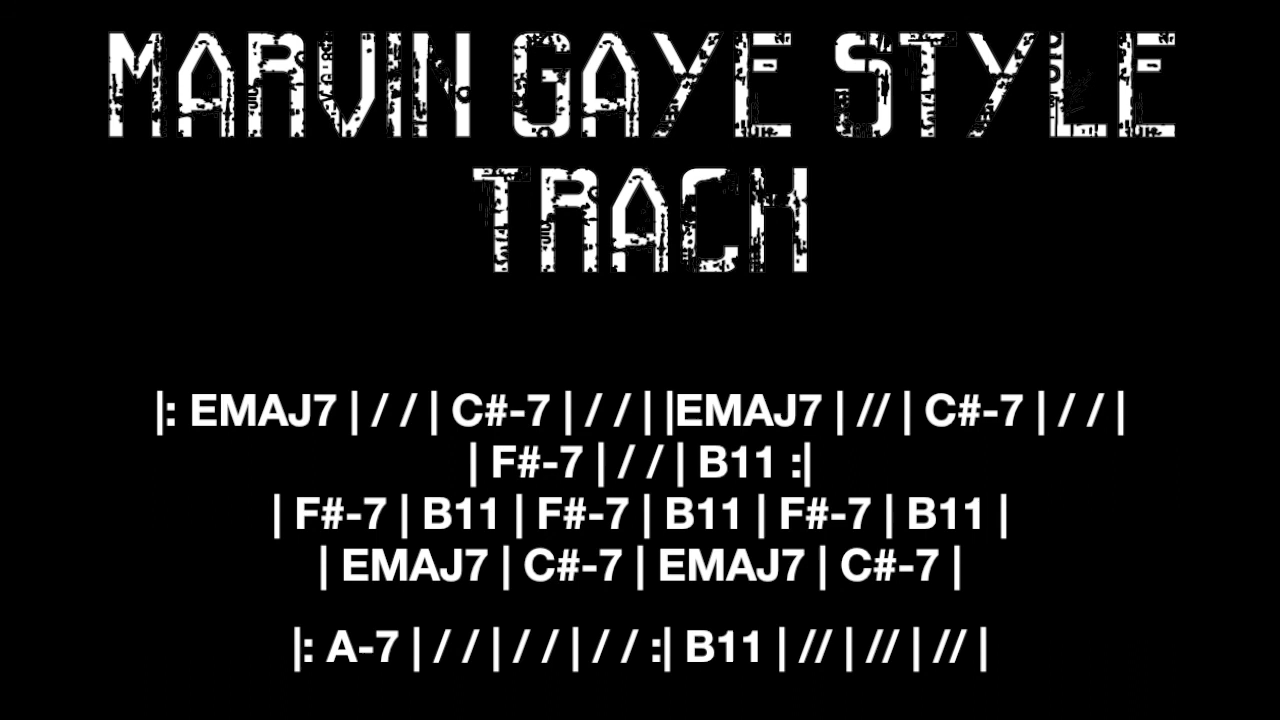 MARVIN GAYE STYLE
TRACK
|: EMAJ7 | / / | C#-7 | / / | |EMAJ7 | // | C#-7 | / / |
| F#-7 | / / | B11 :|
| F#-7 | B11 | F#-7 | B11 | F#-7 | B11 |
| EMAJ7 | C#-7 | EMAJ7 | C#-7 |
|: A-7 | / / | / / | / / :| B11 | // | // | // |